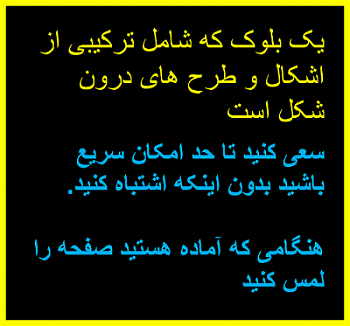 یک بلوک که شامل ترکیبی از
اشکال و طرح های درون
شکل است
سعی کنید تا حد امکان سریع
باشید بدون اینکه اشتباه کنید.
هنگامی که آماده هستید صفحه را
لمس کنید